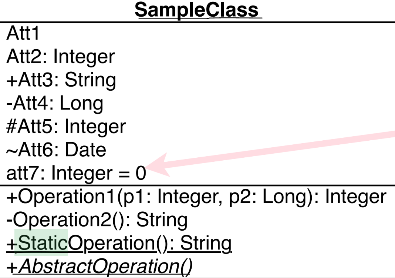 SampleClass
Att1
Att2: Integer
+Att3: String
-Att4: Long
#Att5: Integer
~Att6: Date
att7: Integer = 0
+Operation1(p1: Integer, p2: Long): Integer
-Operation2(): String
+StaticOperation(): String
+AbstractOperation()